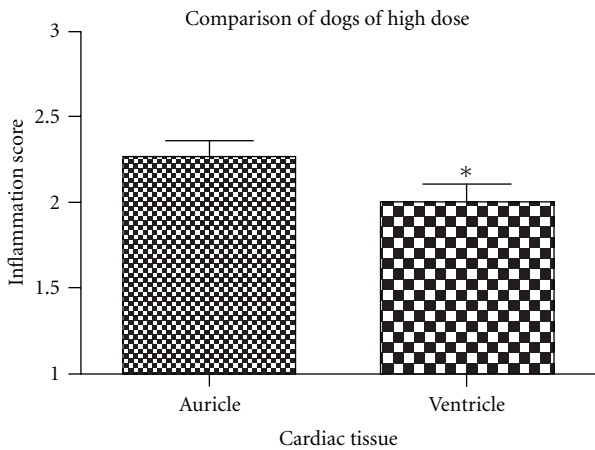 Comparison of dogs of high dose
3
2.5
2
1.5
1
Inflammation score
*
Auricle
Ventricle
Cardiac tissue